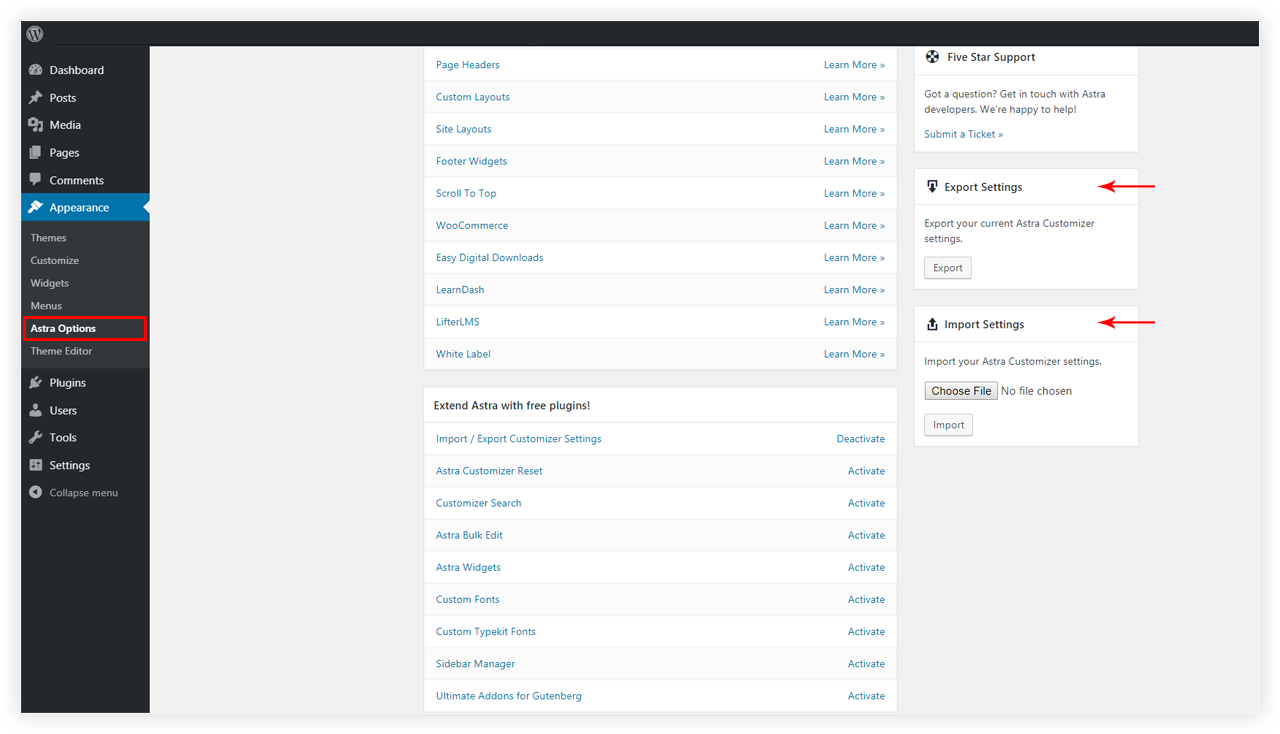 Dashboard
Posts
Media
Pages
Comments
Appearance
Themes
Customize
Widgets
Menus
Astra Options
Theme Editor
Plugins
Users
Tools
Settings
Collapse menu
Page Headers Learn More »
Custom Layouts Learn More »
Site Layouts Learn More »
Footer Widgets Learn More »
Scroll To Top Learn More »
WooCommerce Learn More »
Easy Digital Downloads Learn More »
LearnDash Learn More »
LifterLMS Learn More »
White Label Learn More »
Extend Astra with free plugins!
Import / Export Customizer Settings Deactivate
Astra Customizer Reset Activate
Customizer Search Activate
Astra Bulk Edit Activate
Astra Widgets Activate
Custom Fonts Activate
Custom Typekit Fonts Activate
Sidebar Manager Activate
Ultimate Addons for Gutenberg Activate
Five Star Support
Got a question? Get in touch with Astra
developers. We're happy to help!
Submit a Ticket »
Export Settings
Export your current Astra Customizer
settings.
Export
Import Settings
Import your Astra Customizer settings.
Choose File No file chosen
Import